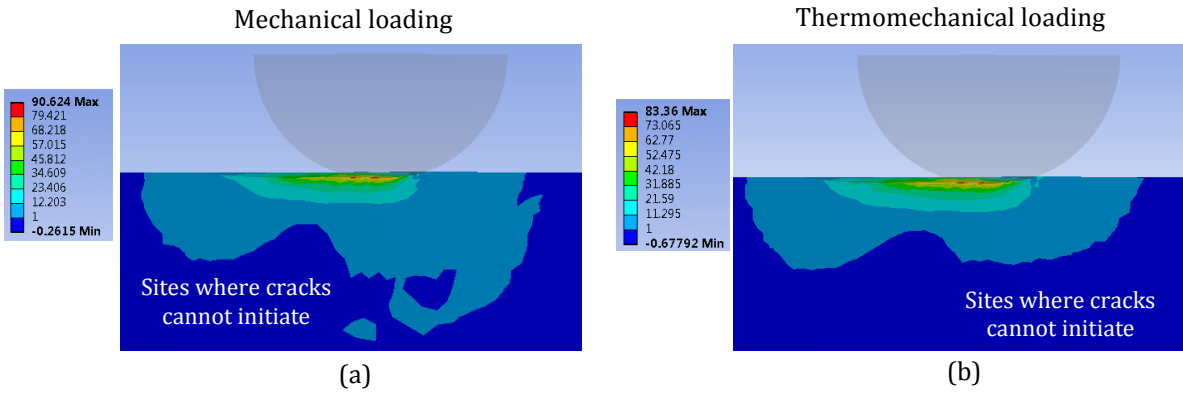 Mechanical loading
90.624 Max
79.421
68.218
57.015
45.812
34.609
23.406
12.203
1
-0.2615 Min
Sites where cracks
cannot initiate
(a)
Thermomechanical loading
83.36 Max
73.065
62.77
52.475
42.18
31.885
21.59
11.295
1
-0.67792 Min
Sites where cracks
cannot initiate
(b)